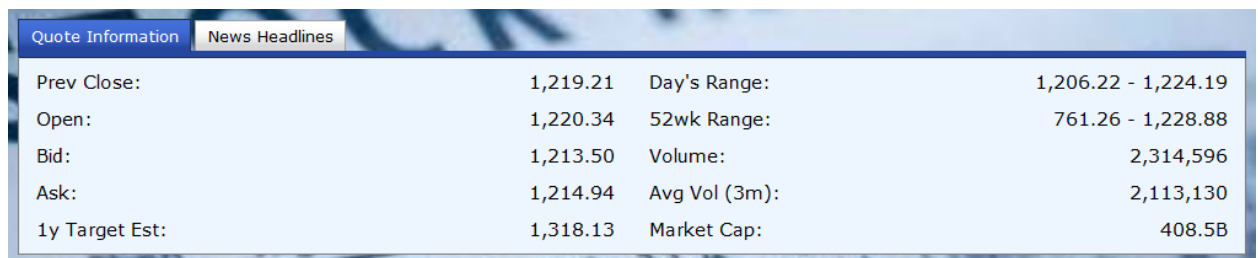 Quote Information News Headlines
Prev Close: 1,219.21 Day's Range: 1,206.22 - 1,224.19
Open: 1,220.34 52wk Range: 761.26 - 1,228.88
Bid: 1,213.50 Volume: 2,314,596
Ask: 1,214.94 Avg Vol (3m): 2,113,130
1y Target Est: 1,318.13 Market Cap: 408.5B